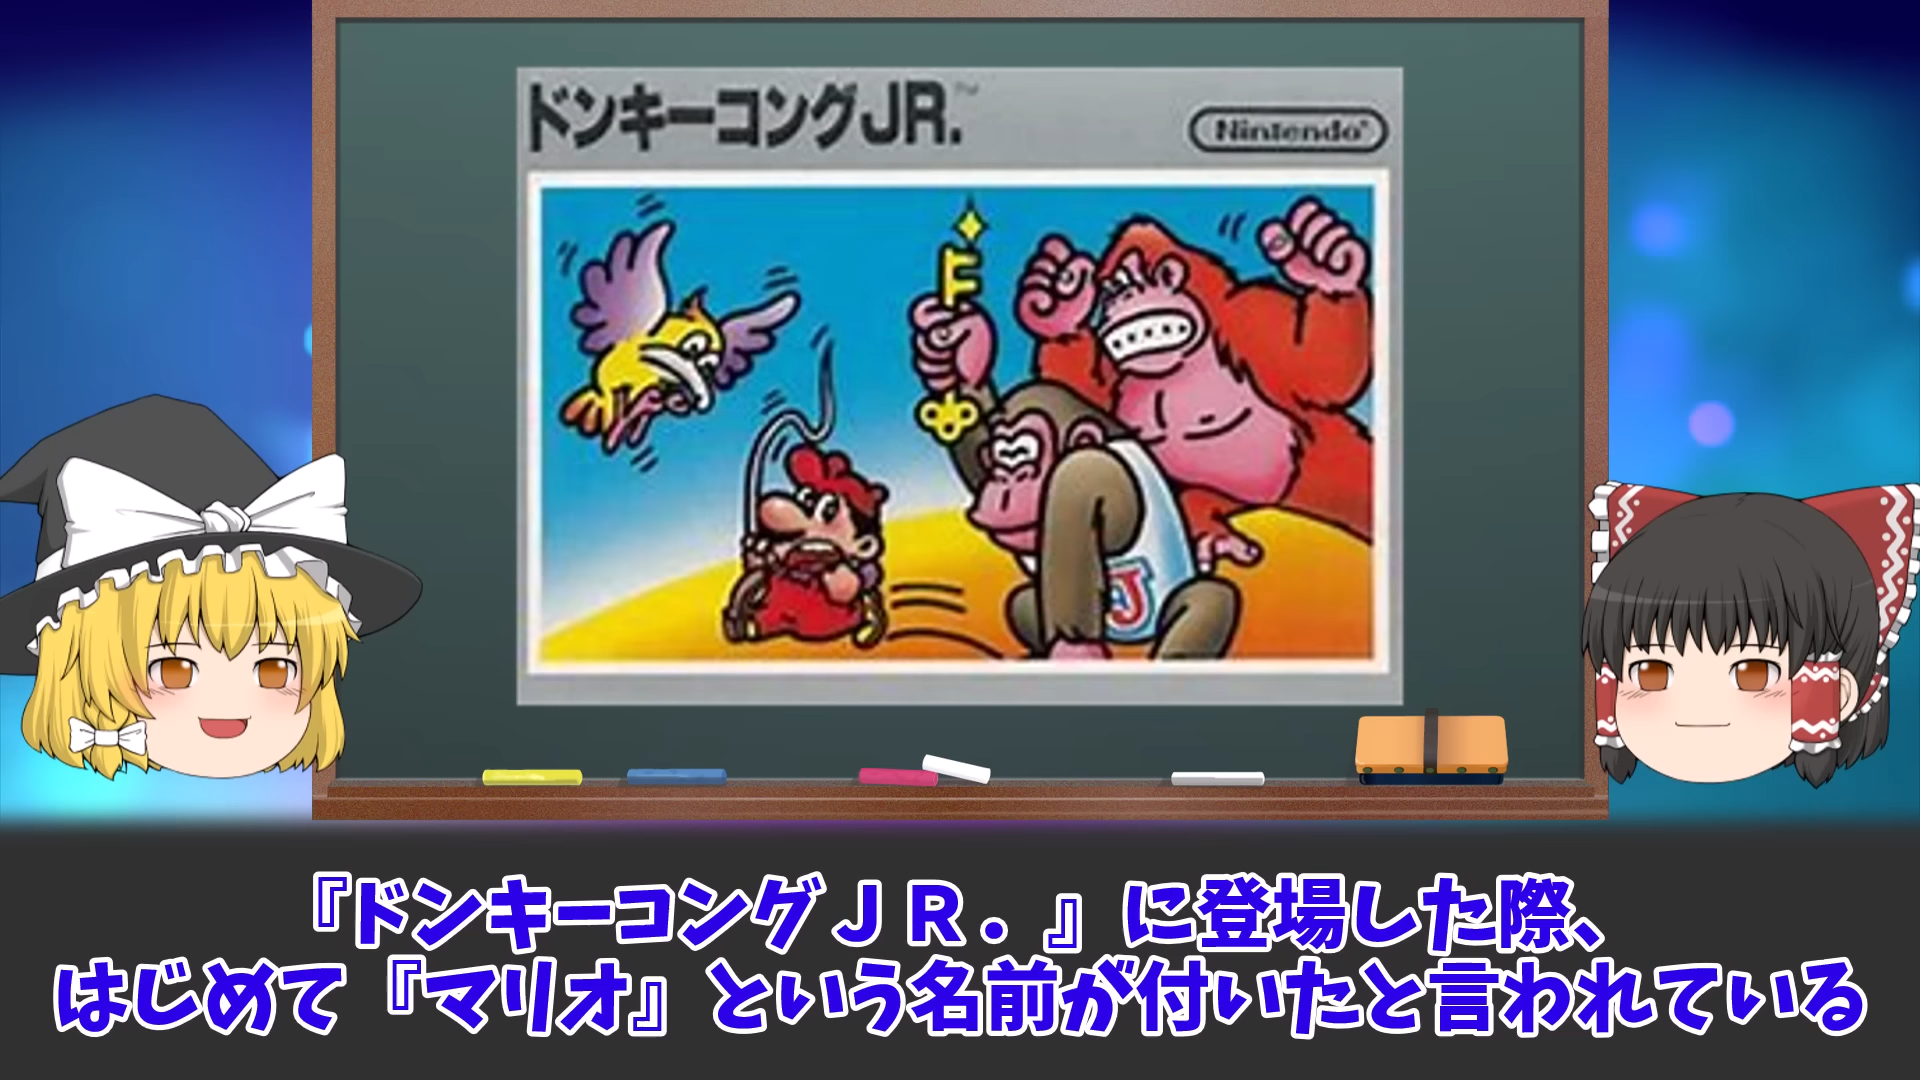 ドンキーコングJR.™
Nintendo®
J
『ドンキーコングＪＲ．』に登場した際、
はじめて『マリオ』という名前が付いたと言われている